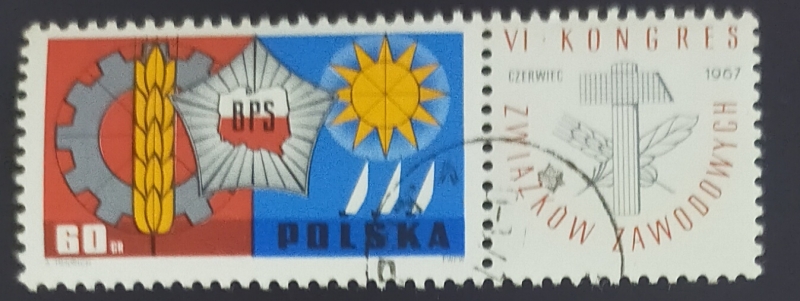 BPS
60 GR
POLSKA
VI KONGRES
CZERWIEC 1967
ZWIĄZKÓW ZAWODOWYCH